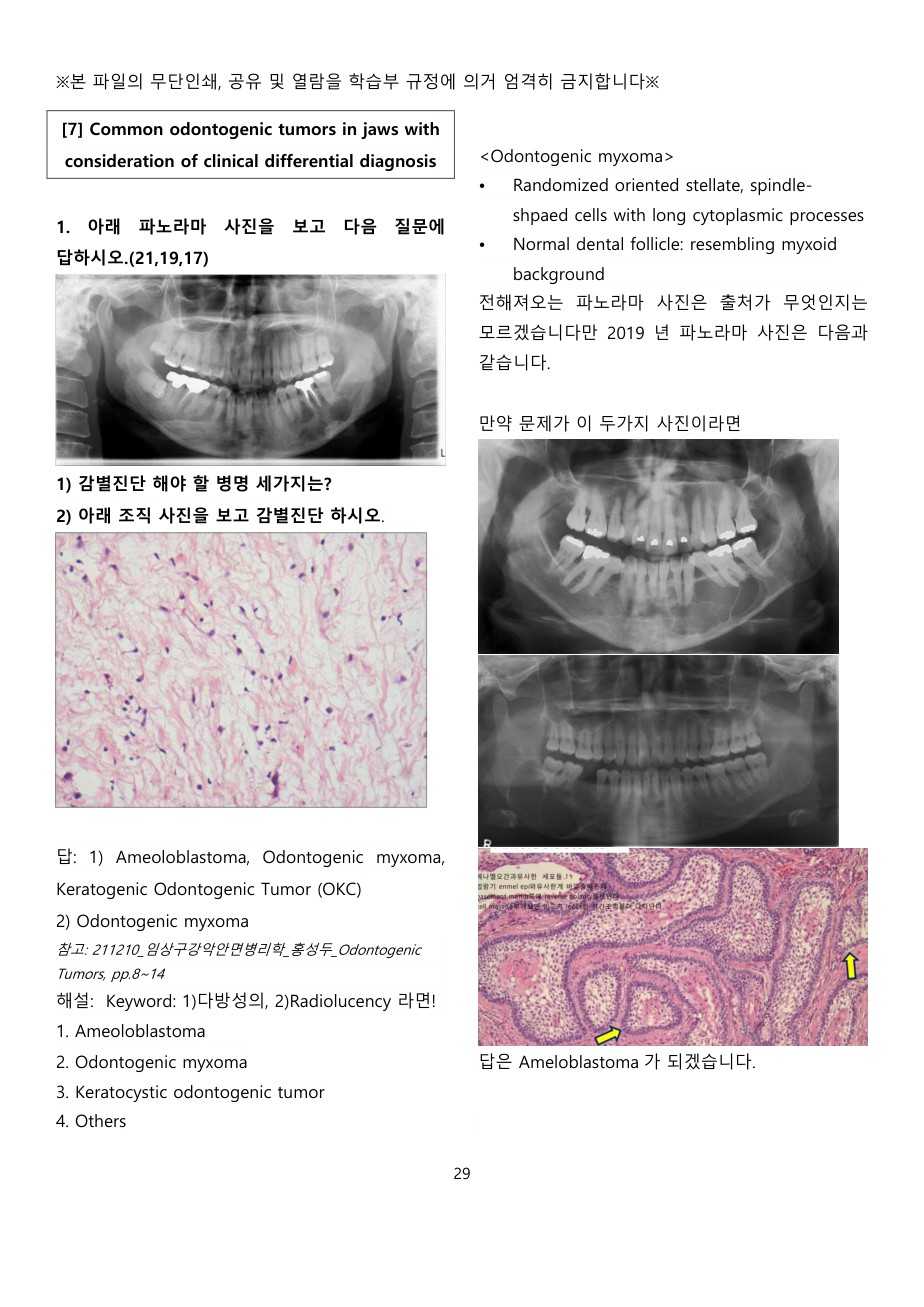 ※본 파일의 무단인쇄, 공유 및 열람을 학습부 규정에 의거 엄격히 금지합니다※
[7] Common odontogenic tumors in jaws with
consideration of clinical differential diagnosis
1. 아래 파노라마 사진을 보고 다음 질문에
답하시오.(21,19,17)
L
1) 감별진단 해야 할 병명 세가지는?
2) 아래 조직 사진을 보고 감별진단 하시오.
답: 1) Ameoloblastoma, Odontogenic myxoma,
Keratogenic Odontogenic Tumor (OKC)
2) Odontogenic myxoma
참고: 211210_임상구강악안면병리학_홍성두_Odontogenic
Tumors, pp.8~14
해설: Keyword: 1)다방성의, 2)Radiolucency 라면!
1. Ameoloblastoma
2. Odontogenic myxoma
3. Keratocystic odontogenic tumor
4. Others
<Odontogenic myxoma>
• Randomized oriented stellate, spindle-
shpaed cells with long cytoplasmic processes
• Normal dental follicle: resembling myxoid
background
전해져오는 파노라마 사진은 출처가 무엇인지는
모르겠습니다만 2019 년 파노라마 사진은 다음과
같습니다.
만약 문제가 이 두가지 사진이라면
R
답은 Ameloblastoma 가 되겠습니다.
29